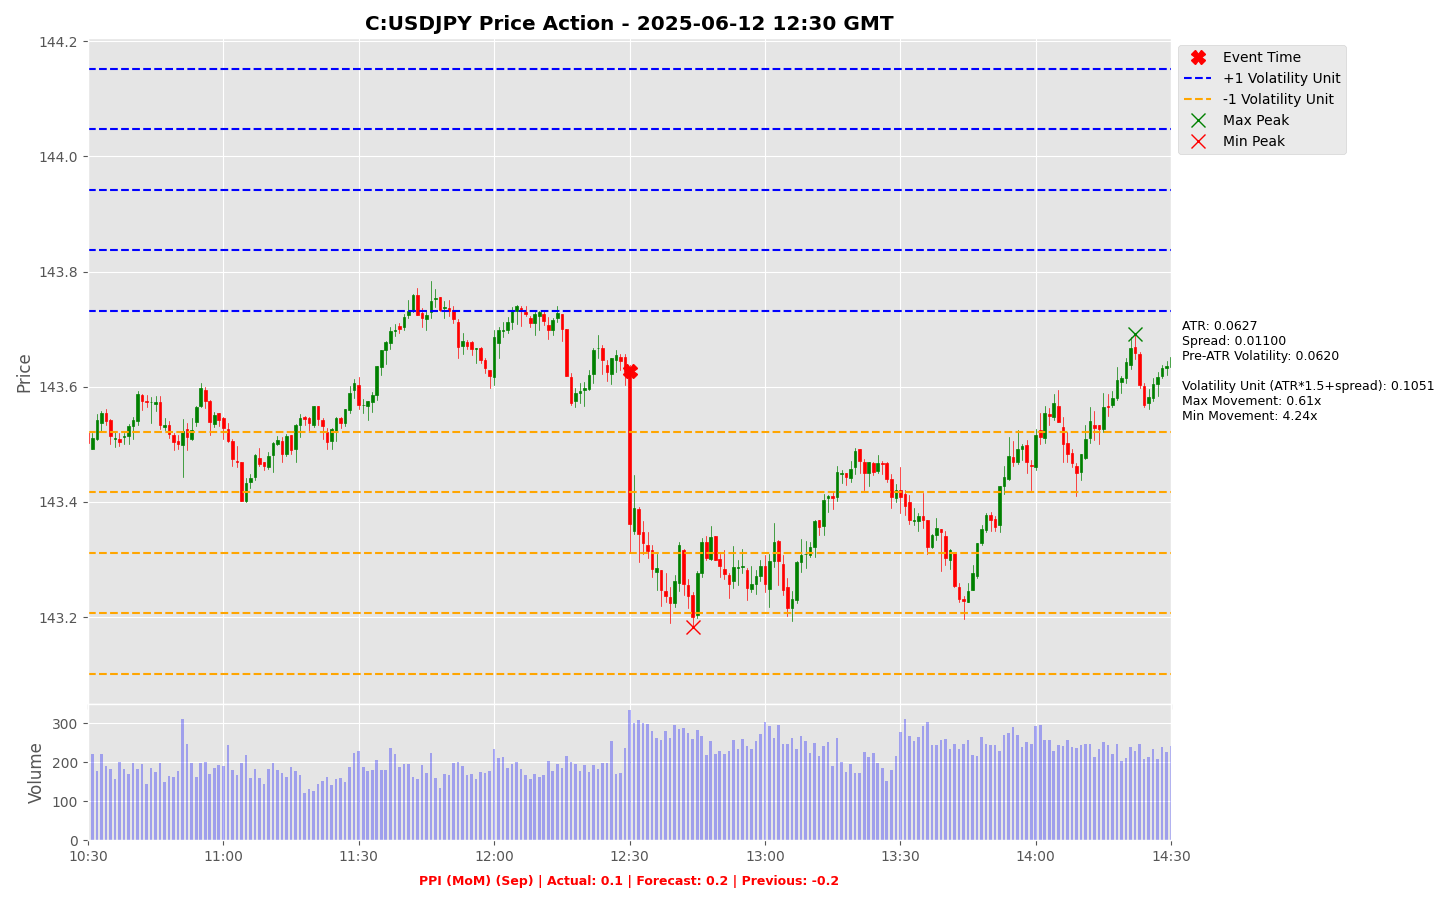 C:USDJPY Price Action - 2025-06-12 12:30 GMT
Event Time
+1 Volatility Unit
-1 Volatility Unit
Max Peak
Min Peak
Price
144.2
144.0
143.8
143.6
143.4
143.2
ATR: 0.0627
Spread: 0.01100
Pre-ATR Volatility: 0.0620
Volatility Unit (ATR*1.5+spread): 0.1051
Max Movement: 0.61x
Min Movement: 4.24x
Volume
300
200
100
0
10:30 11:00 11:30 12:00 12:30 13:00 13:30 14:00 14:30
PPI (MoM) (Sep) | Actual: 0.1 | Forecast: 0.2 | Previous: -0.2